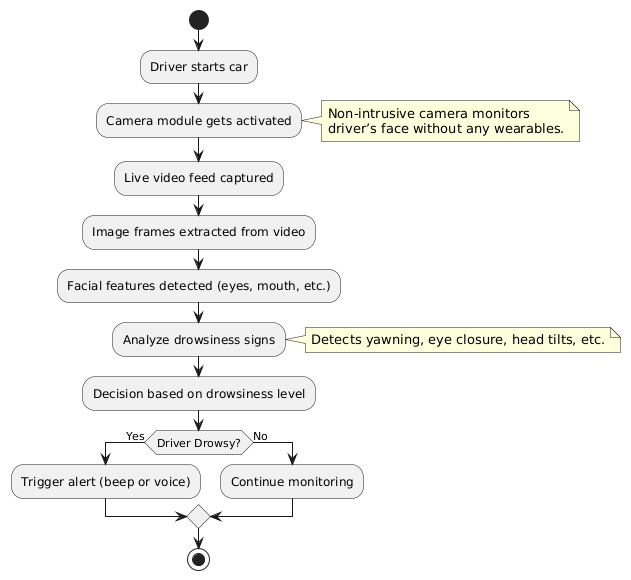 Driver starts car
Camera module gets activated
Non-intrusive camera monitors
driver's face without any wearables.
Live video feed captured
Image frames extracted from video
Facial features detected (eyes, mouth, etc.)
Analyze drowsiness signs
Detects yawning, eye closure, head tilts, etc.
Decision based on drowsiness level
Yes
Driver Drowsy?
No
Trigger alert (beep or voice)
Continue monitoring